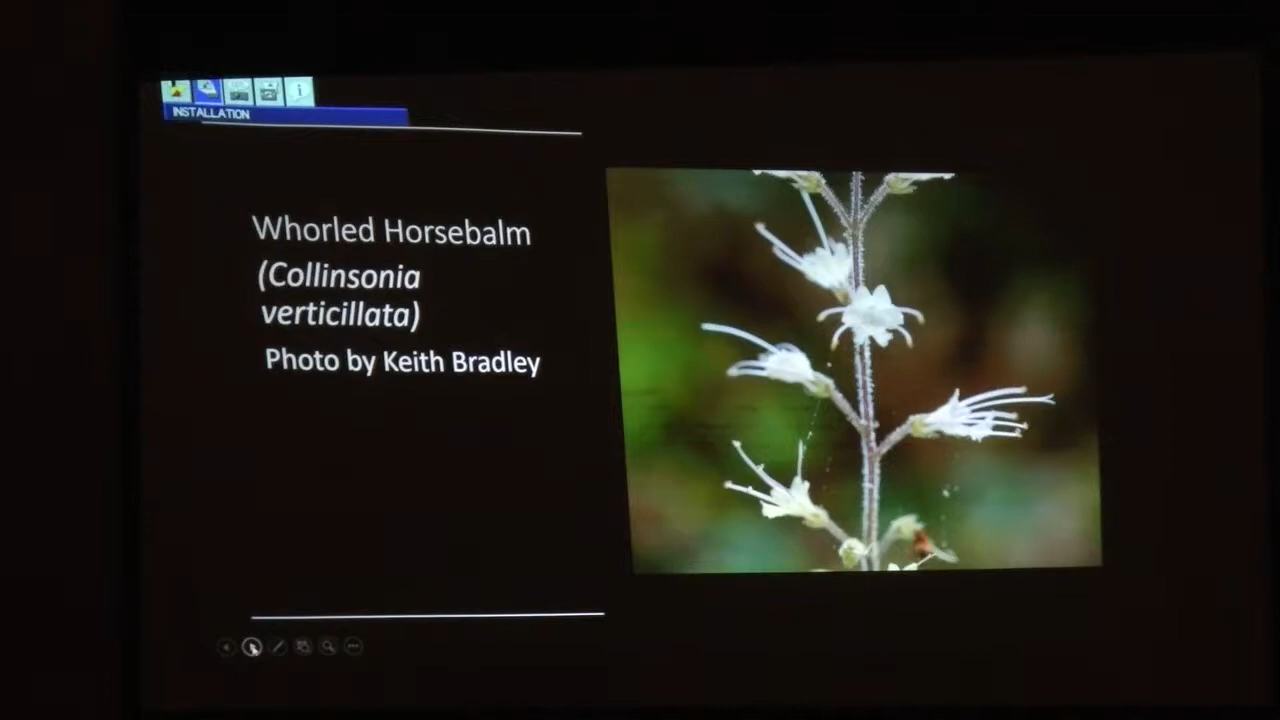 INSTALLATION
Whorled Horsebalm
(Collinsonia
verticillata)
Photo by Keith Bradley